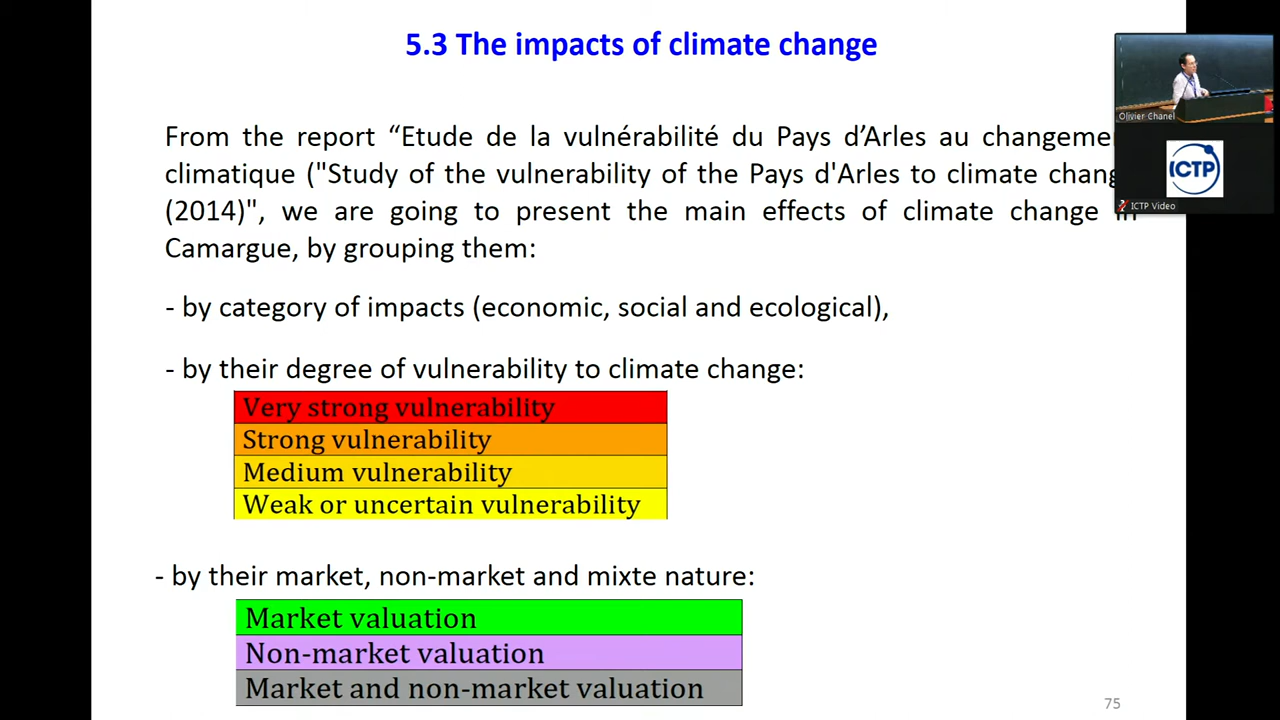 5.3 The impacts of climate change
From the report “Etude de la vulnérabilité du Pays d’Arles au
climatique ("Study of the vulnerability of the Pays d'Arles to climate
(2014)", we are going to present the main effects of climate change
Camargue, by grouping them:
- by category of impacts (economic, social and ecological),
- by their degree of vulnerability to climate change:
Very strong vulnerability
Strong vulnerability
Medium vulnerability
Weak or uncertain vulnerability
- by their market, non-market and mixte nature:
Market valuation
Non-market valuation
Market and non-market valuation
75
Olivier Chanel
ICTP
ICTP Video